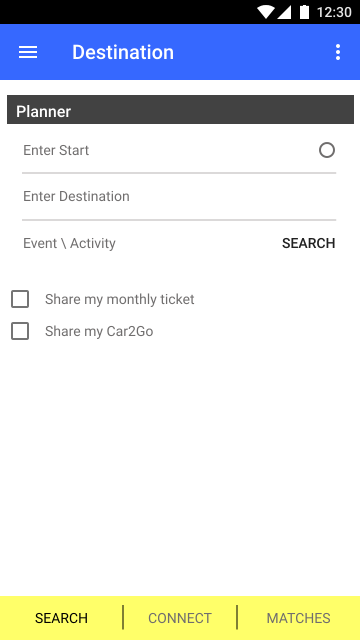 12:30
Destination
Planner
Enter Start
Enter Destination
Event \ Activity SEARCH
Share my monthly ticket
Share my Car2Go
SEARCH CONNECT MATCHES